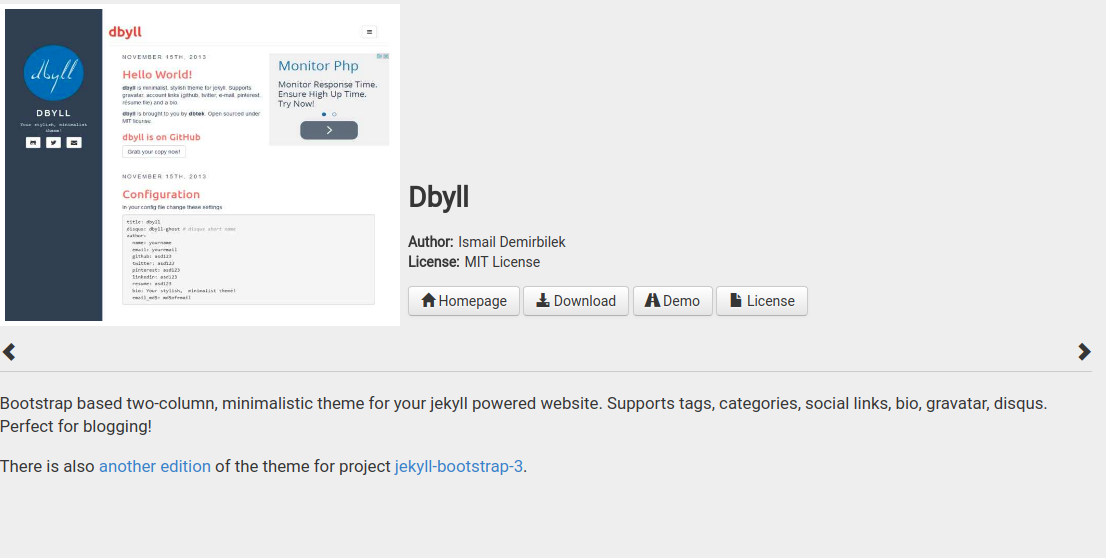 dbyll
dbyll
DBYLL
Your stylish, minimalist
theme!
NOVEMBER 15TH, 2013
Hello World!
dbyll is minimalist, stylish theme for jekyll. Supports
gravatar, account links (github, twitter, e-mail, pinterest,
resume file) and a bio.
dbyll is brought to you by dbtek. Open sourced under
MIT license.
dbyll is on GitHub
Grab your copy now!
Monitor Php
Monitor Response Time.
Ensure High Up Time.
Try Now!
NOVEMBER 15TH, 2013
Configuration
In your config file change these settings
title: dbyll
disqus: dbyll-ghost # disqus short name
author:
name: yourname
email: youremail
github: asd123
twitter: asd123
pinterest: asd123
linkedin: asd123
resume: asd123
bio: Your stylish, minimalist theme!
email_md5: md5ofemail
Dbyll
Author: Ismail Demirbilek
License: MIT License
Homepage Download Demo License
Bootstrap based two-column, minimalistic theme for your jekyll powered website. Supports tags, categories, social links, bio, gravatar, disqus.
Perfect for blogging!
There is also another edition of the theme for project jekyll-bootstrap-3.